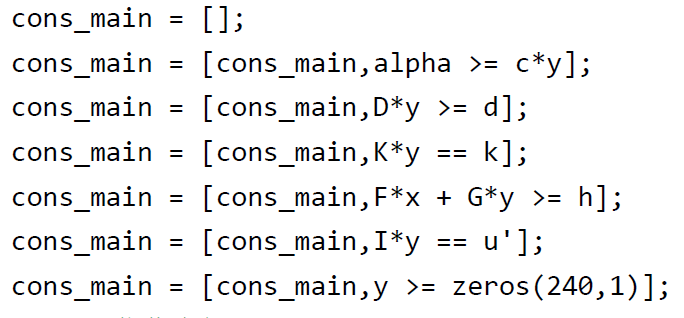 cons_main = [];
cons_main = [cons_main,alpha >= c*y];
cons_main = [cons_main,D*y >= d];
cons_main = [cons_main,K*y == k];
cons_main = [cons_main,F*x + G*y >= h];
cons_main = [cons_main,I*y == u'];
cons_main = [cons_main,y >= zeros(240,1)];